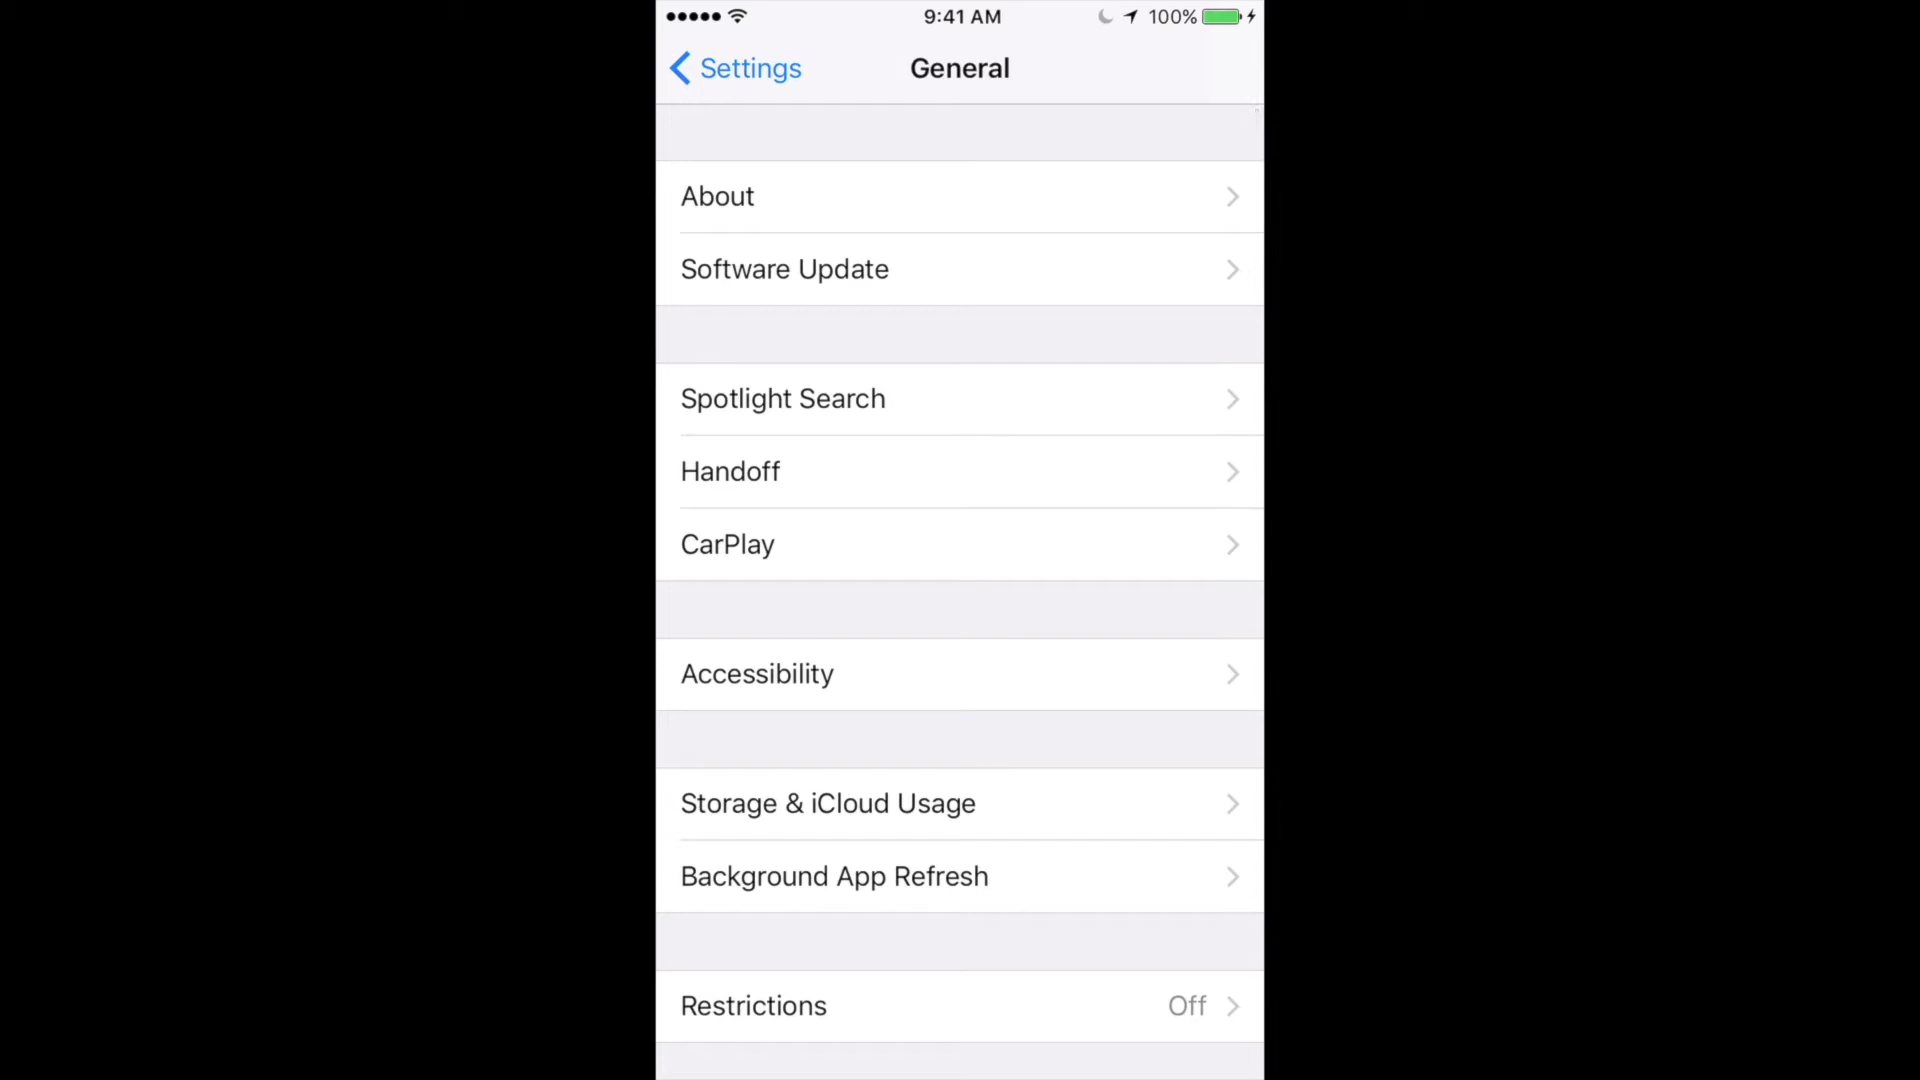 9:41 AM 100%
Settings General
About
Software Update
Spotlight Search
Handoff
CarPlay
Accessibility
Storage & iCloud Usage
Background App Refresh
Restrictions Off